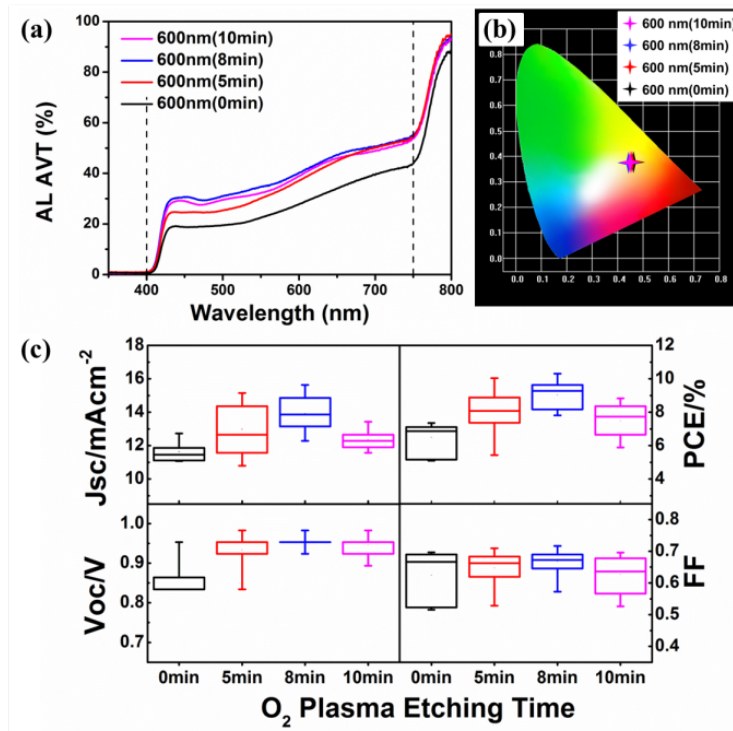 (a)
600nm(10min)
600nm(8min)
600nm(5min)
600nm(0min)
AL AVT (%)
100
80
60
40
20
0
400 500 600 700 800
Wavelength (nm)
(b)
600 nm(10min)
600 nm(8min)
600 nm(5min)
600 nm(0min)
0.9
0.8
0.7
0.6
0.5
0.4
0.3
0.2
0.1
0.0
0.0 0.1 0.2 0.3 0.4 0.5 0.6 0.7 0.8
(c)
Jsc/mAcm-2
18
16
14
12
10
PCE/%
12
10
8
6
4
Voc/V
1.0
0.9
0.8
0.7
FF
0.8
0.7
0.6
0.5
0.4
0min 5min 8min 10min 0min 5min 8min 10min
O2 Plasma Etching Time